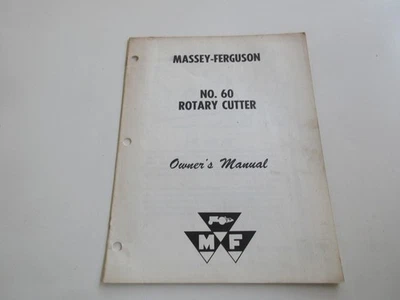 MASSEY-FERGUSON
NO. 60
ROTARY CUTTER
Owner's Manual
M F